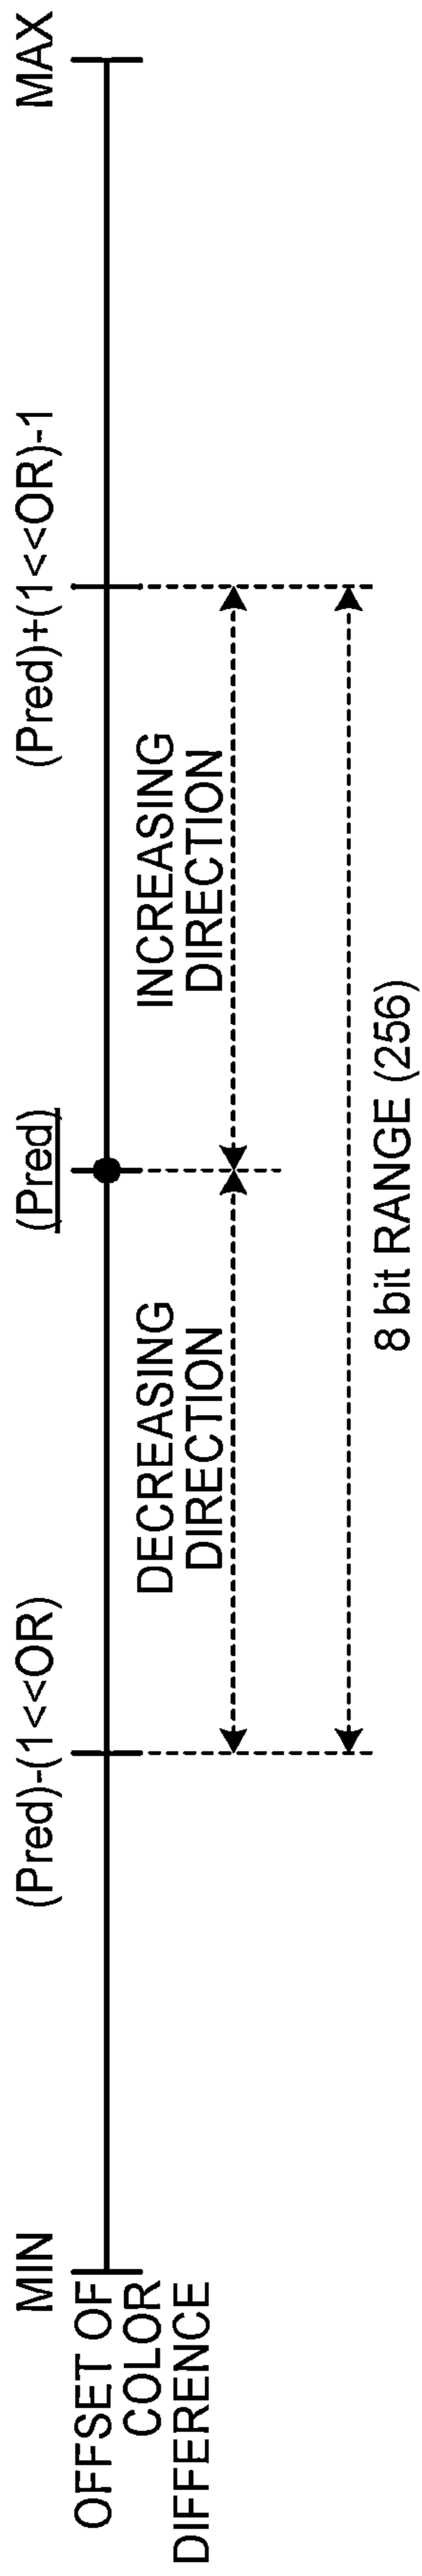 MIN
(Pred)-(1<<OR)
(Pred)
(Pred)+(1<<OR)-1
MAX
OFFSET OF
COLOR
DIFFERENCE
DECREASING
DIRECTION
INCREASING
DIRECTION
8 bit RANGE (256)